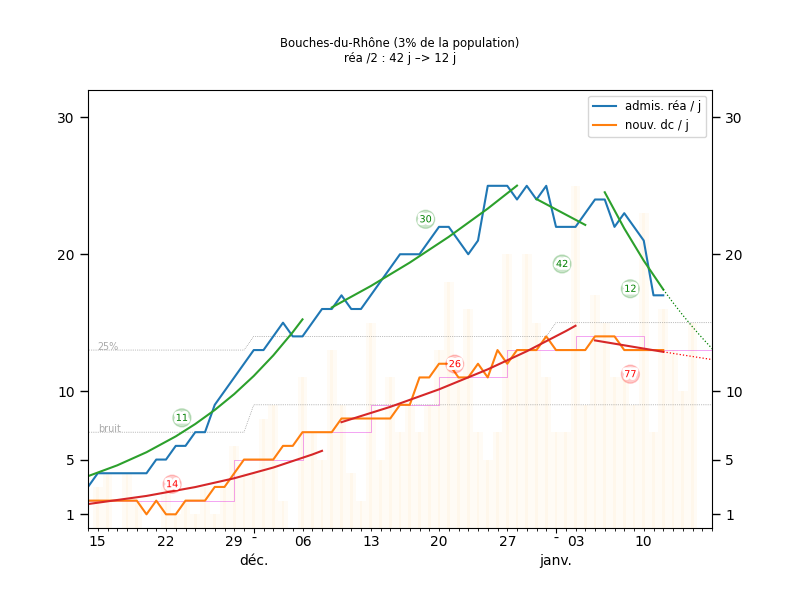 Bouches-du-Rhône (3% de la population)
réa /2 : 42 j –> 12 j
admis. réa / j
nouv. dc / j
30
30
20
20
10
10
5
5
1
1
25%
bruit
11
14
30
26
42
12
77
15 22 29 - 06 13 20 27 - 03 10
déc. janv.